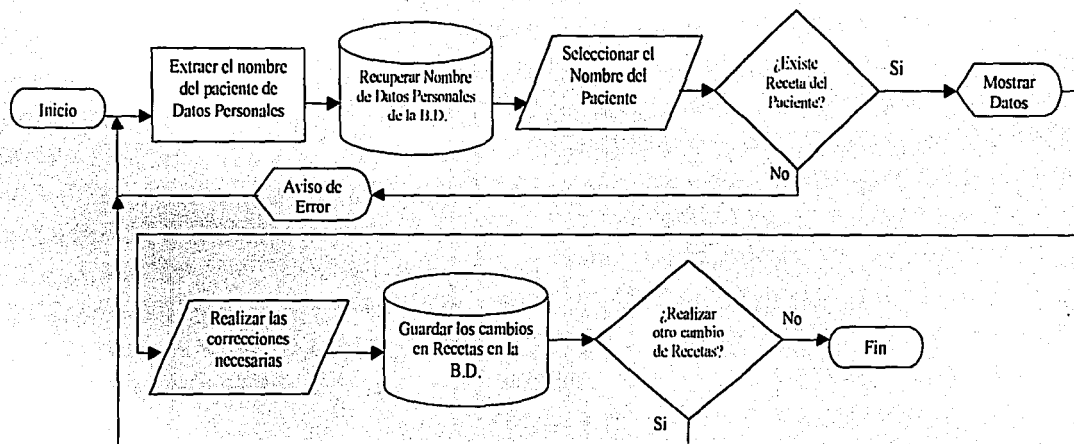 Inicio
Extraer el nombre
del paciente de
Datos Personales
Recuperar Nombre
de Datos Personales
de la B.D.
Seleccionar el
Nombre del
Paciente
¿Existe
Receta del
Paciente?
Si
Mostrar
Datos
No
Aviso de
Error
Realizar las
correcciones
necesarias
Guardar los cambios
en Recetas en la
B.D.
¿Realizar
otro cambio
de Recetas?
No
Fin
Si